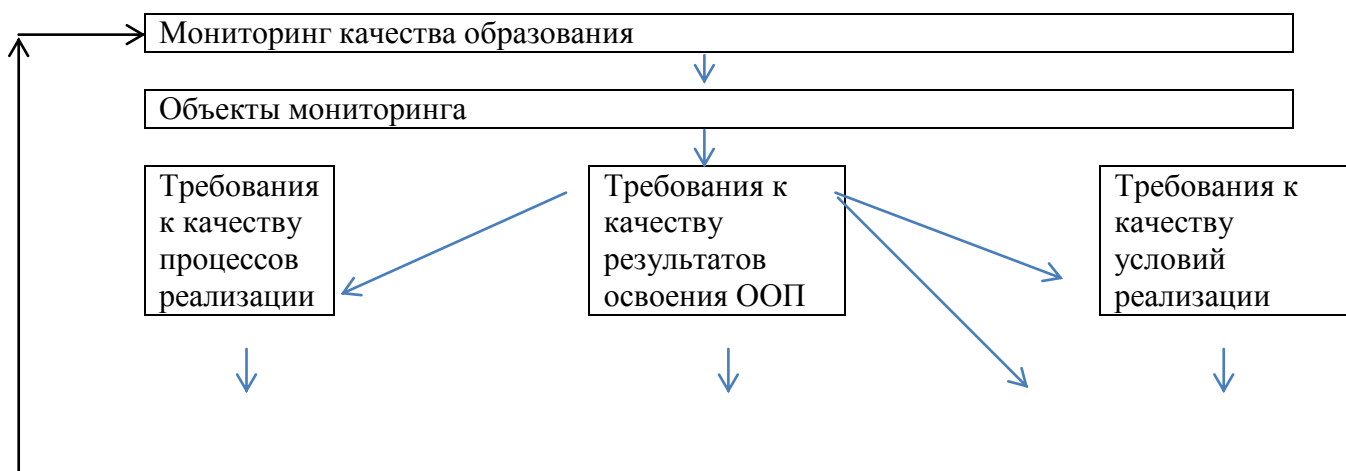 Мониторинг качества образования
Объекты мониторинга
Требования
к качеству
процессов
реализации
Требования к
качеству
результатов
освоения ООП
Требования к
качеству
условий
реализации